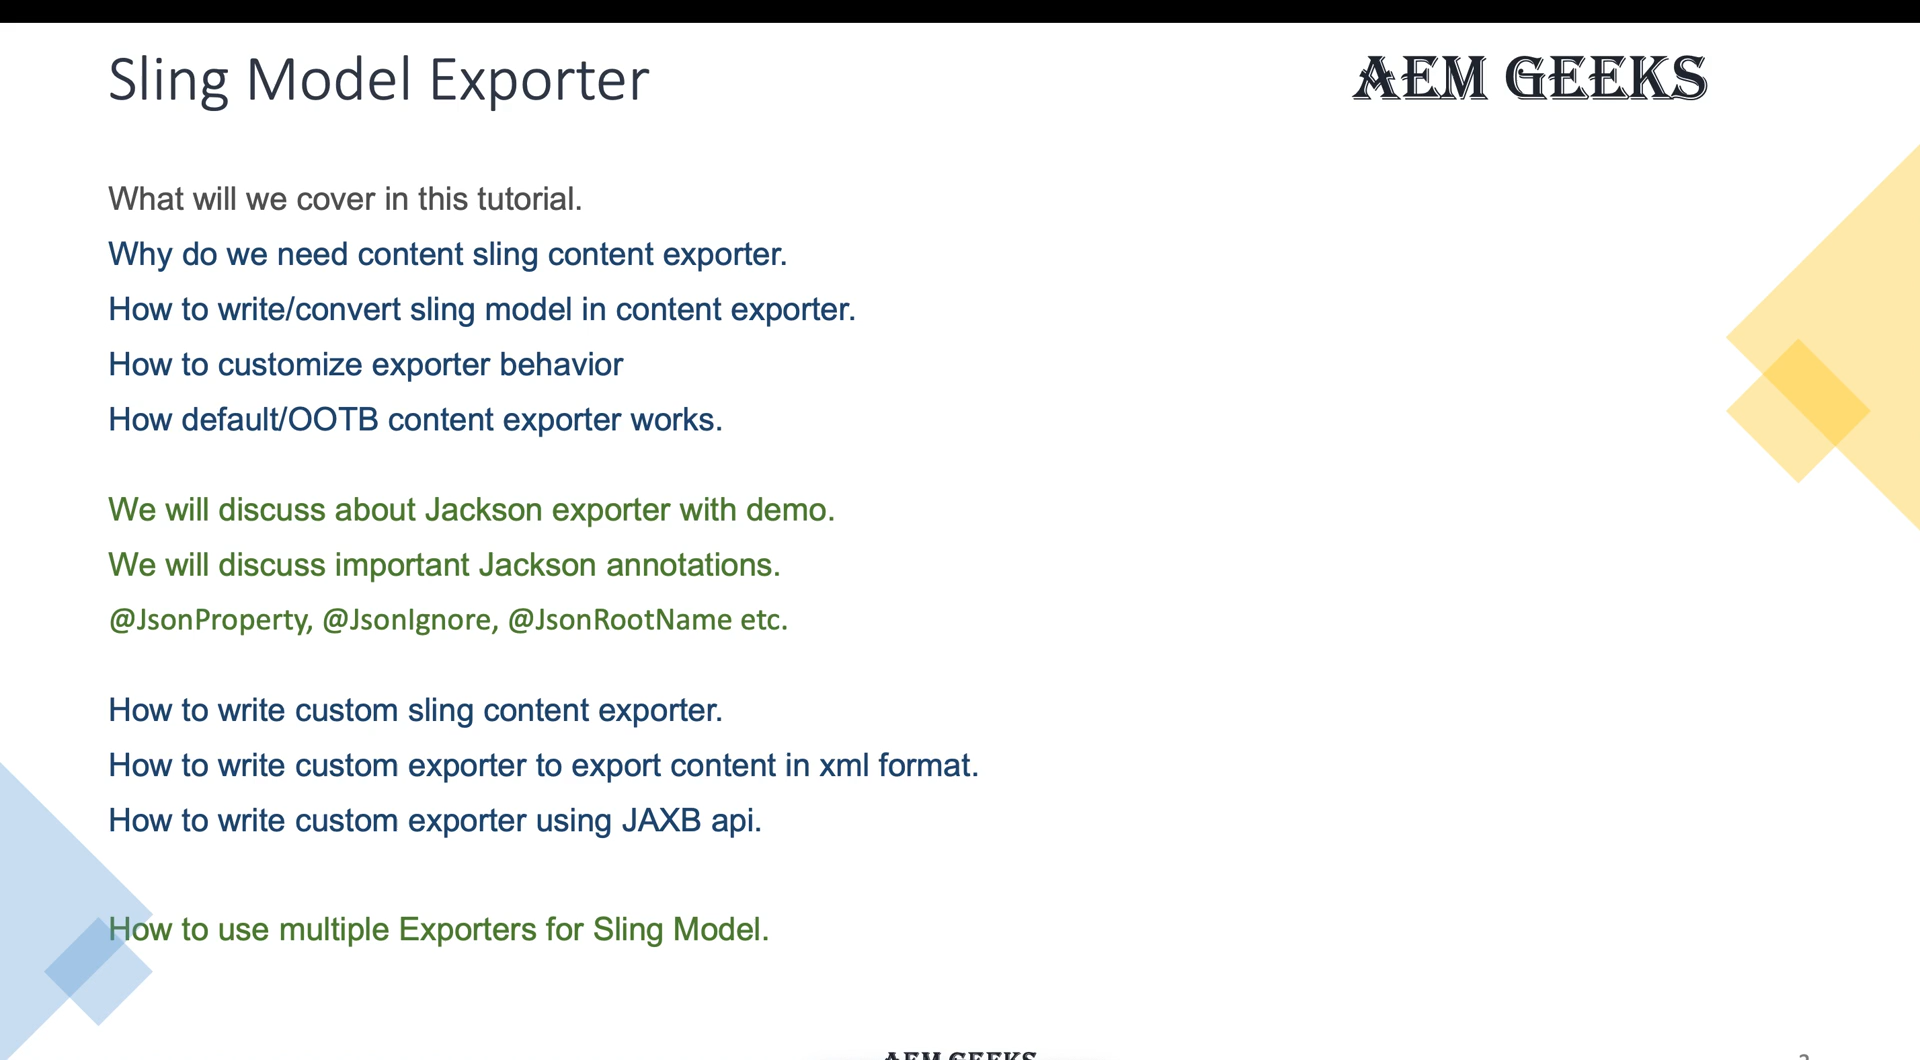 Sling Model Exporter
AEM GEEKS
What will we cover in this tutorial.
Why do we need content sling content exporter.
How to write/convert sling model in content exporter.
How to customize exporter behavior
How default/OOTB content exporter works.
We will discuss about Jackson exporter with demo.
We will discuss important Jackson annotations.
@JsonProperty, @JsonIgnore, @JsonRootName etc.
How to write custom sling content exporter.
How to write custom exporter to export content in xml format.
How to write custom exporter using JAXB api.
How to use multiple Exporters for Sling Model.
AEM GEEKS